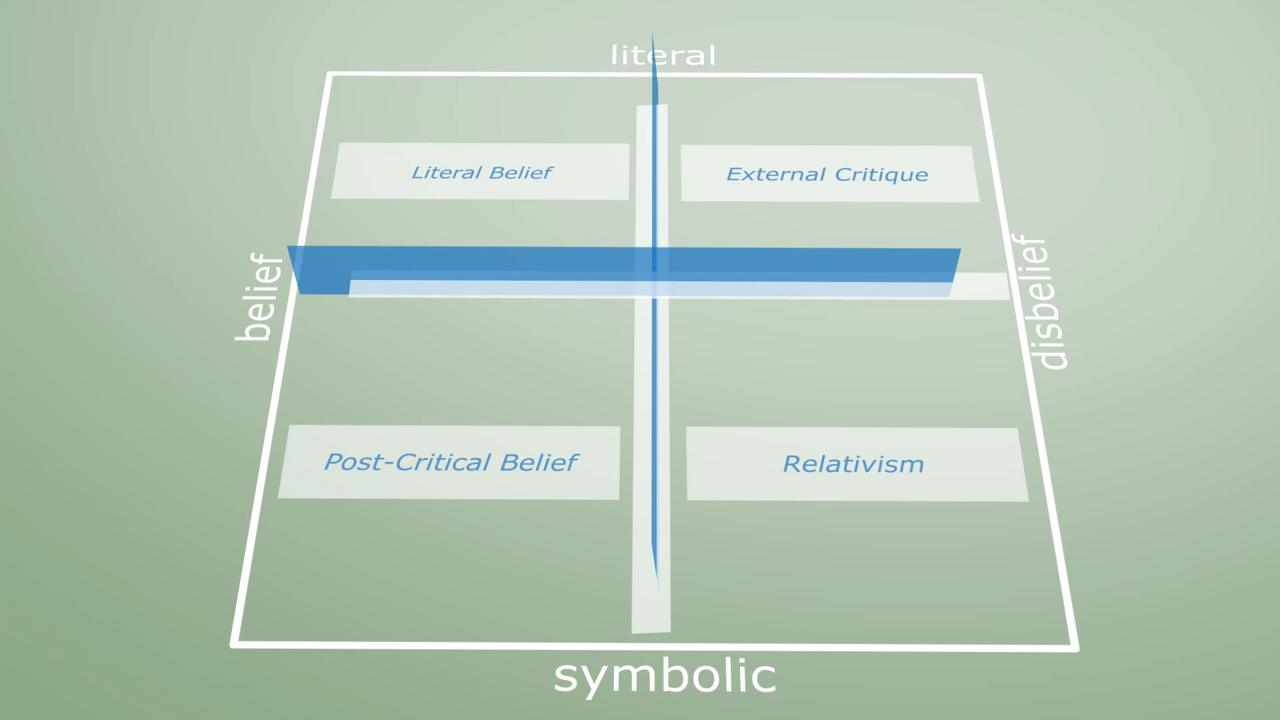 literal
Literal Belief
External Critique
belief
disbelief
Post-Critical Belief
Relativism
symbolic